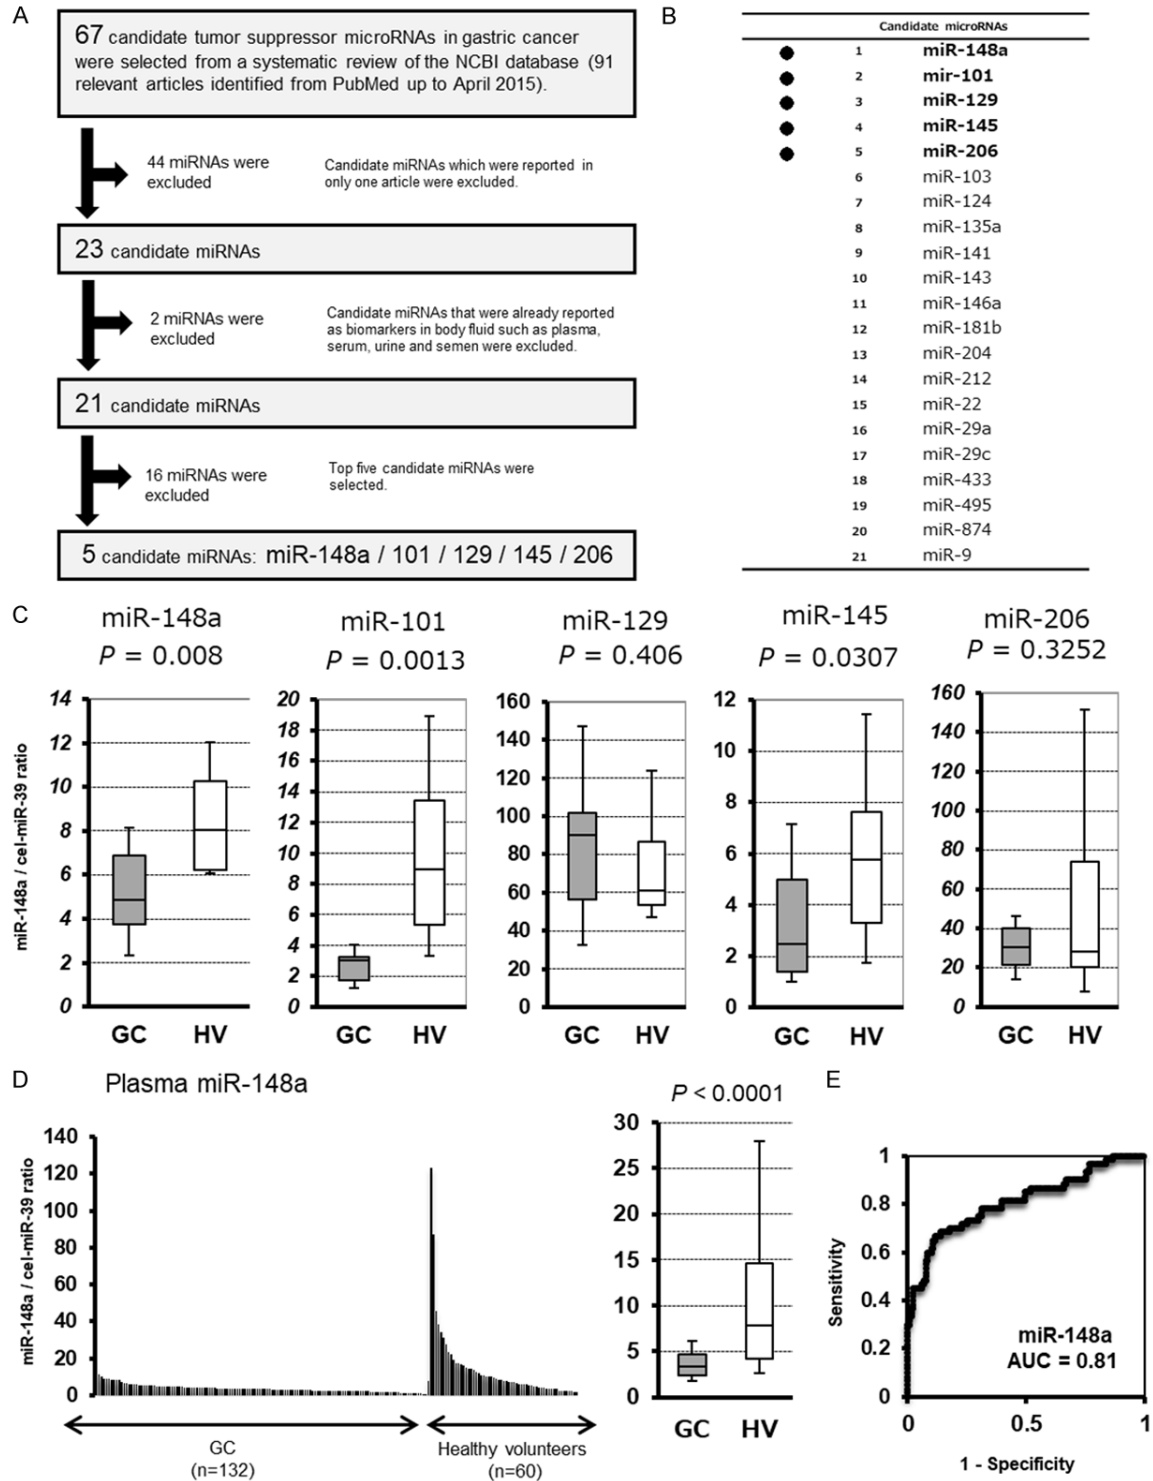 A
67 candidate tumor suppressor microRNAs in gastric cancer
were selected from a systematic review of the NCBI database (91
relevant articles identified from PubMed up to April 2015).
44 miRNAs were
excluded
Candidate miRNAs which were reported in
only one article were excluded.
23 candidate miRNAs
2 miRNAs were
excluded
Candidate miRNAs that were already reported
as biomarkers in body fluid such as plasma,
serum, urine and semen were excluded.
21 candidate miRNAs
16 miRNAs were
excluded
Top five candidate miRNAs were
selected.
5 candidate miRNAs: miR-148a / 101 / 129 / 145 / 206
B
Candidate microRNAs
1 miR-148a
2 mir-101
3 miR-129
4 miR-145
5 miR-206
6 miR-103
7 miR-124
8 miR-135a
9 miR-141
10 miR-143
11 miR-146a
12 miR-181b
13 miR-204
14 miR-212
15 miR-22
16 miR-29a
17 miR-29c
18 miR-433
19 miR-495
20 miR-874
21 miR-9
C
miR-148a
P = 0.008
miR-148a / cel-miR-39 ratio
14
12
10
8
6
4
2
0
GC HV
miR-101
P = 0.0013
20
18
16
14
12
10
8
6
4
2
0
GC HV
miR-129
P = 0.406
160
140
120
100
80
60
40
20
0
GC HV
miR-145
P = 0.0307
12
10
8
6
4
2
0
GC HV
miR-206
P = 0.3252
160
140
120
100
80
60
40
20
0
GC HV
D
Plasma miR-148a
miR-148a / cel-miR-39 ratio
140
120
100
80
60
40
20
0
GC
(n=132)
Healthy volunteers
(n=60)
P < 0.0001
30
25
20
15
10
5
0
GC HV
E
Sensitivity
1
0.8
0.6
0.4
0.2
0
miR-148a
AUC = 0.81
0 0.5 1
1 - Specificity